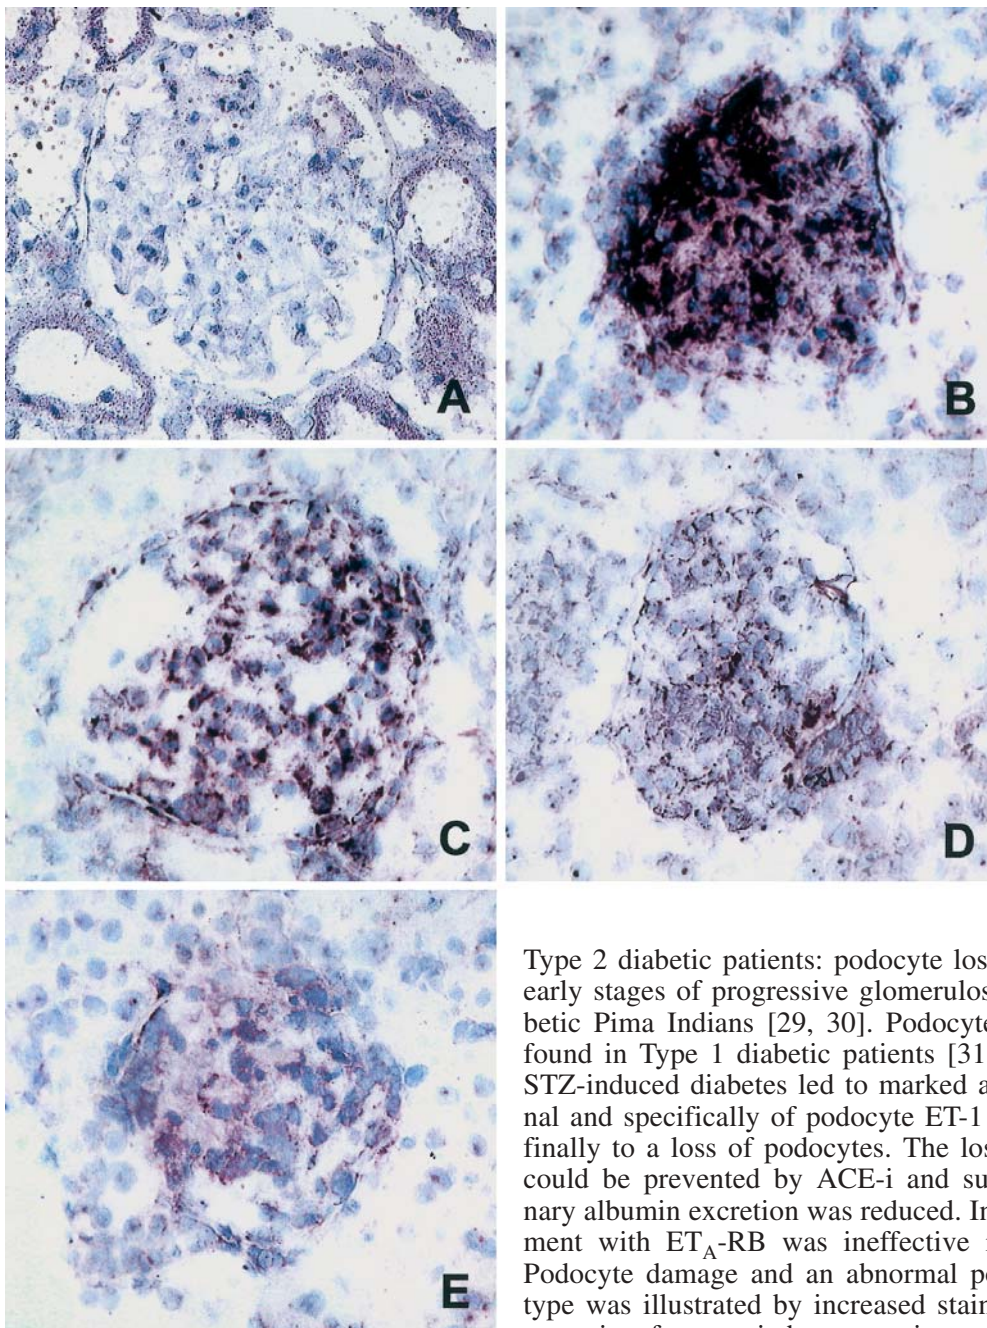 A
B
C
D
E
Type 2 diabetic patients: podocyte los
early stages of progressive glomerulos
betic Pima Indians [29, 30]. Podocyte
found in Type 1 diabetic patients [31
STZ-induced diabetes led to marked a
nal and specifically of podocyte ET-1
finally to a loss of podocytes. The los
could be prevented by ACE-i and su
nary albumin excretion was reduced. In
ment with ETA-RB was ineffective i
Podocyte damage and an abnormal po
type was illustrated by increased stain